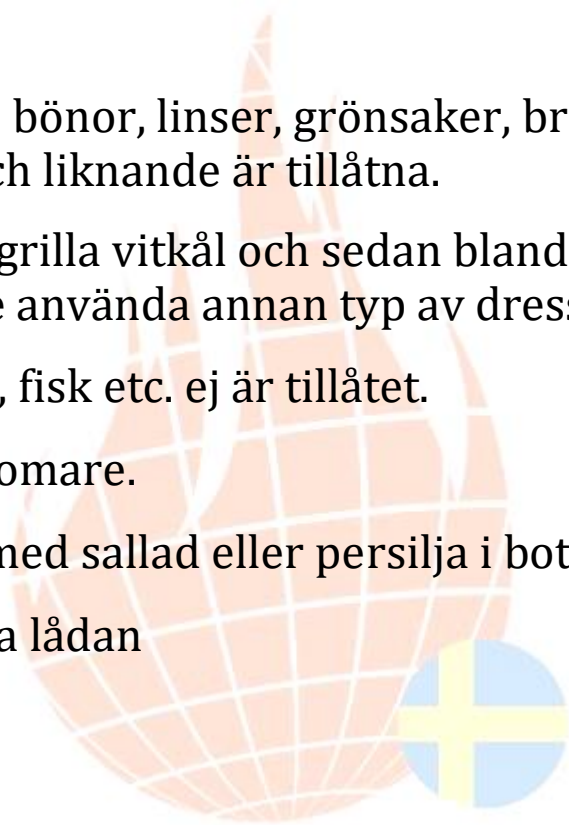 bönor, linser, grönsaker, br
ch liknande är tillåtna.
grilla vitkål och sedan bland
e använda annan typ av dress
, fisk etc. ej är tillåtet.
omare.
med sallad eller persilja i bot
a lådan